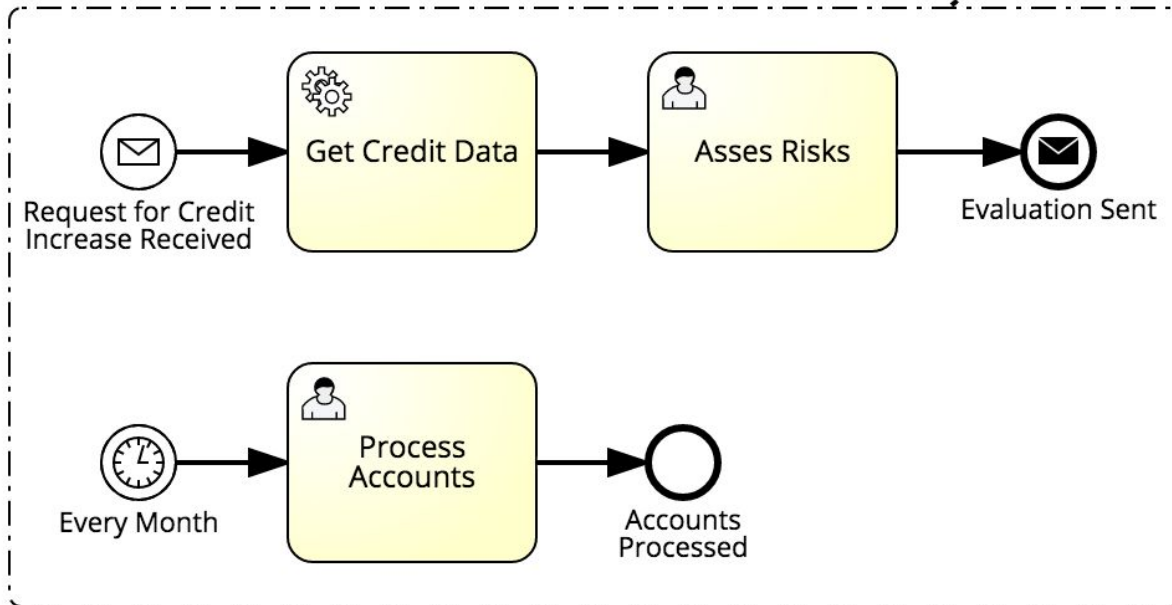 Get Credit Data
Asses Risks
Request for Credit
Increase Received
Evaluation Sent
Process
Accounts
Every Month
Accounts
Processed